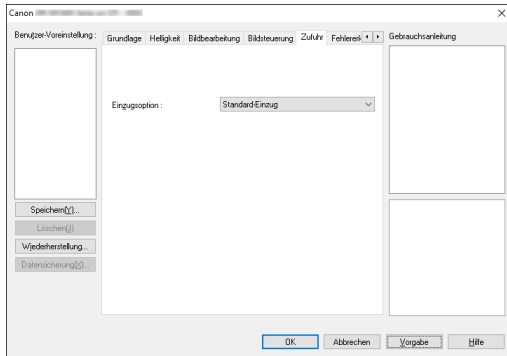 Canon
Benutzer-Voreinstellung :
Grundlage Helligkeit Bildbearbeitung Bildsteuerung Zufuhr Fehlererk
Gebrauchsanleitung
Einzugsoption :
Standard-Einzug
Speichern(Y)...
Löschen(J)
Wiederherstellung...
Datensicherung(X)...
OK Abbrechen Vorgabe Hilfe